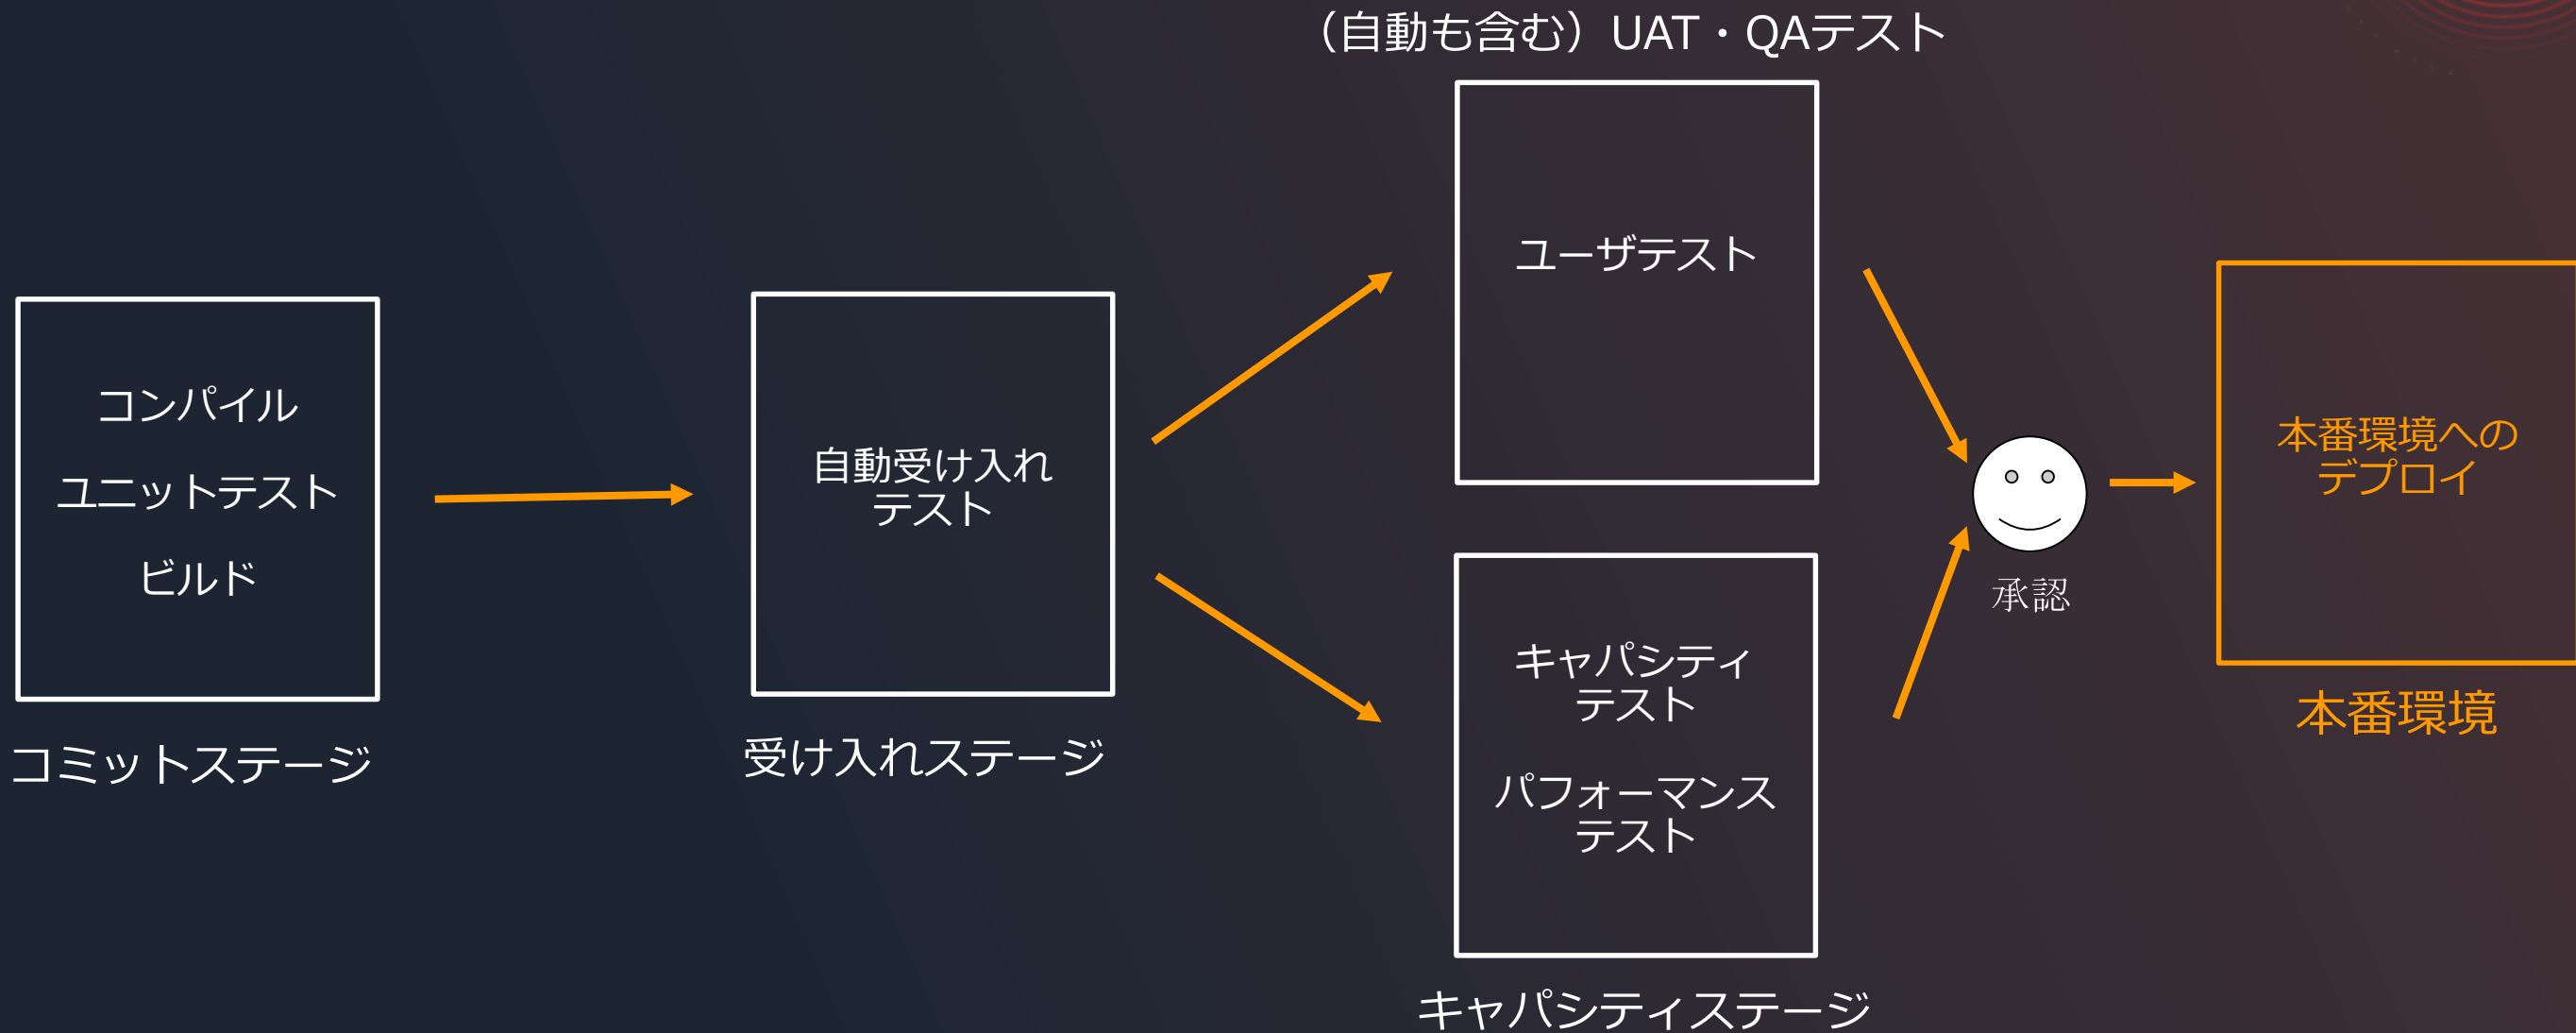 （自動も含む）UAT・QAテスト
コンパイル
ユニットテスト
ビルド
コミットステージ
自動受け入れ
テスト
受け入れステージ
ユーザテスト
キャパシティ
テスト
パフォーマンス
テスト
キャパシティステージ
承認
本番環境への
デプロイ
本番環境